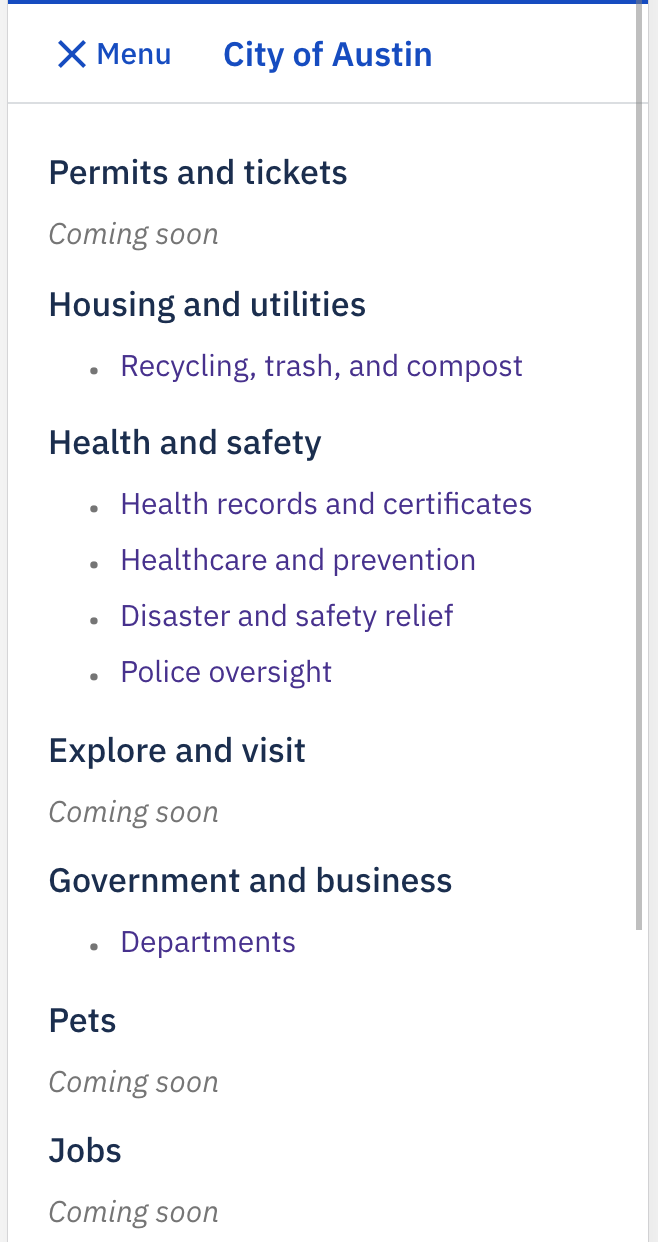 Menu City of Austin
Permits and tickets
Coming soon
Housing and utilities
Recycling, trash, and compost
Health and safety
Health records and certificates
Healthcare and prevention
Disaster and safety relief
Police oversight
Explore and visit
Coming soon
Government and business
Departments
Pets
Coming soon
Jobs
Coming soon